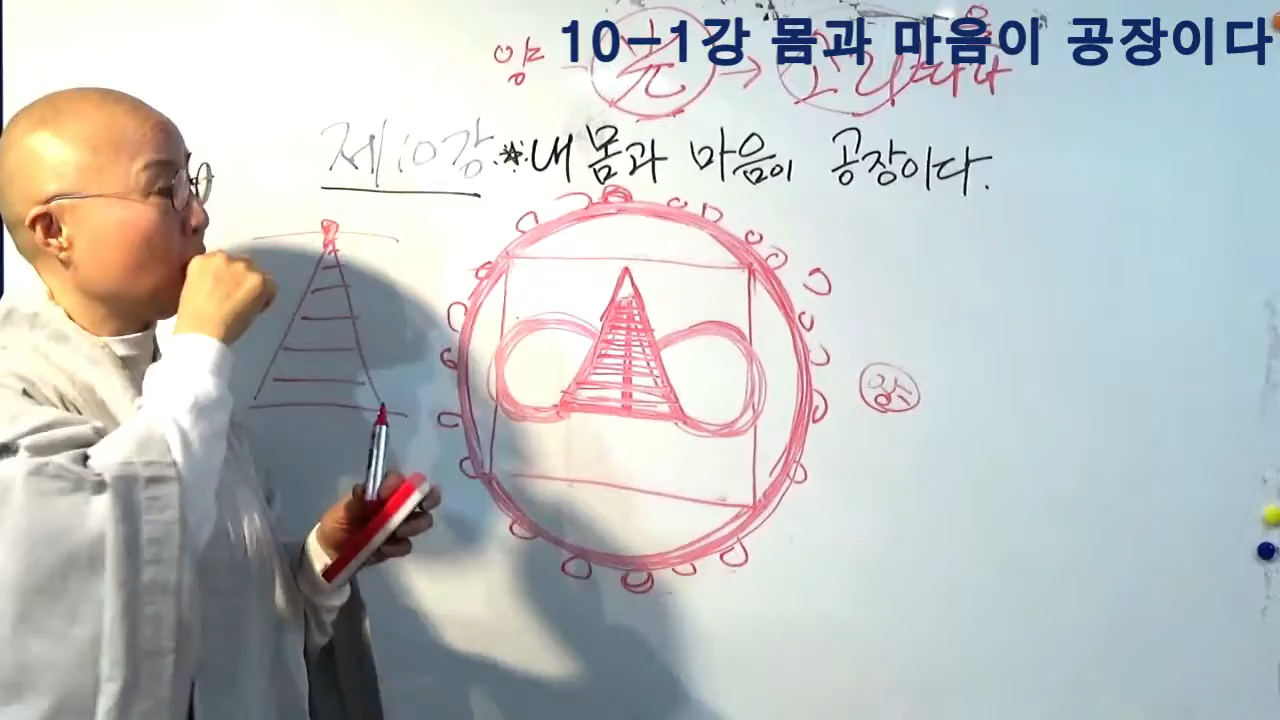 10-1강 몸과 마음이 공장이다
양
제10강 * 내 몸과 마음이 공장이다.